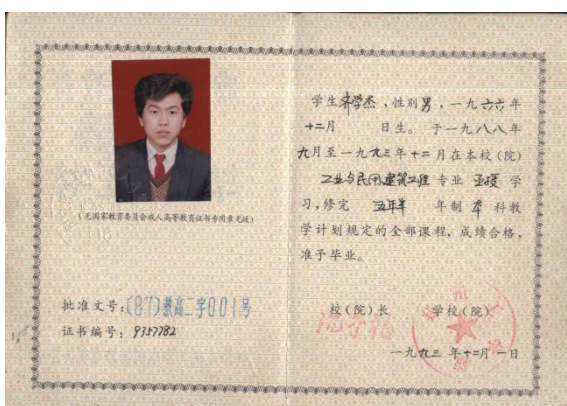 (无国家教育委员会成人高等教育证书专用章无效)
批准文号:(87)教高二字001号
证书编号: 9357782
学生齐学杰,性别男,一九六六年
十二月 日生。于一九八八年
九月至一九九三年十二月在本校(院)
工业与民用建筑工程专业 学
习,修完 五年半 年制 本 科教
学计划规定的全部课程,成绩合格,
准予毕业。
校(院)长 学校(院)
一九九三年十二月一日